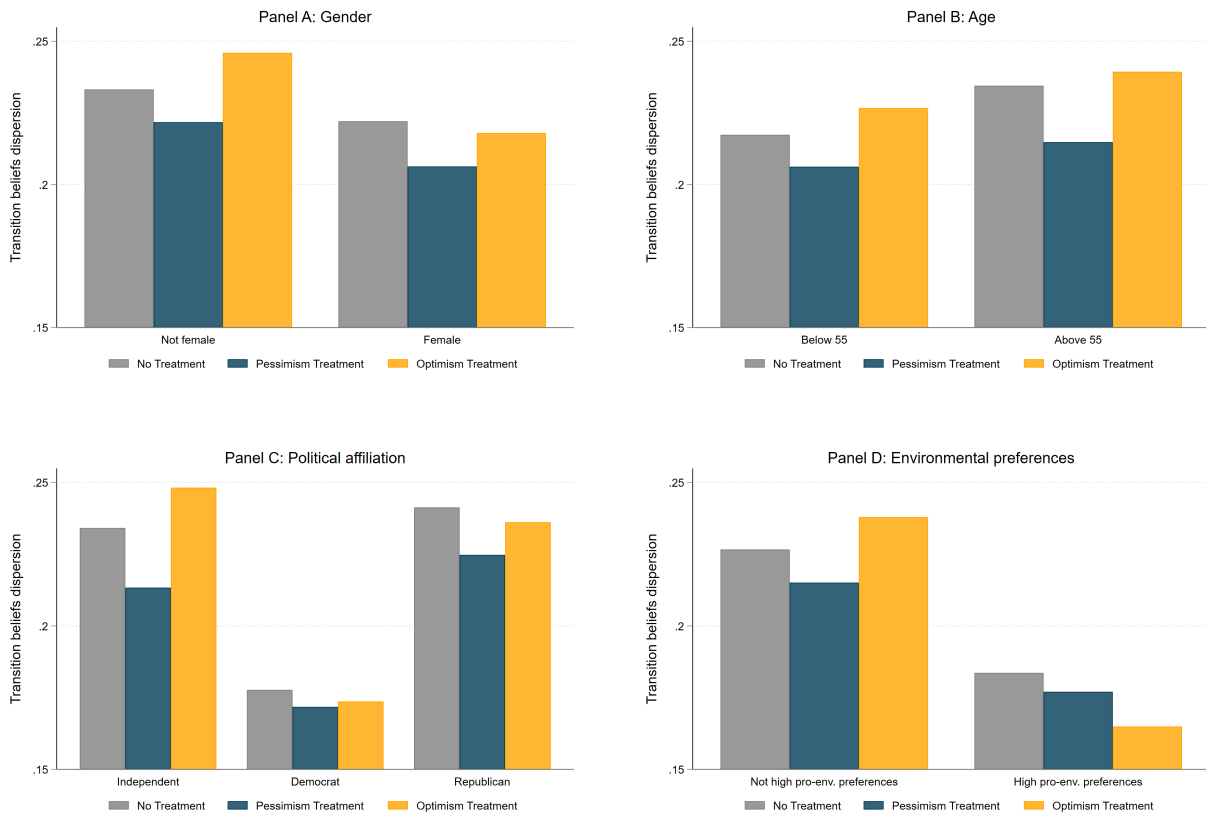 Panel A: Gender
Transition beliefs dispersion
.25
.2
.15
Not female Female
No Treatment Pessimism Treatment Optimism Treatment
Panel B: Age
Transition beliefs dispersion
.25
.2
.15
Below 55 Above 55
No Treatment Pessimism Treatment Optimism Treatment
Panel C: Political affiliation
Transition beliefs dispersion
.25
.2
.15
Independent Democrat Republican
No Treatment Pessimism Treatment Optimism Treatment
Panel D: Environmental preferences
Transition beliefs dispersion
.25
.2
.15
Not high pro-env. preferences High pro-env. preferences
No Treatment Pessimism Treatment Optimism Treatment